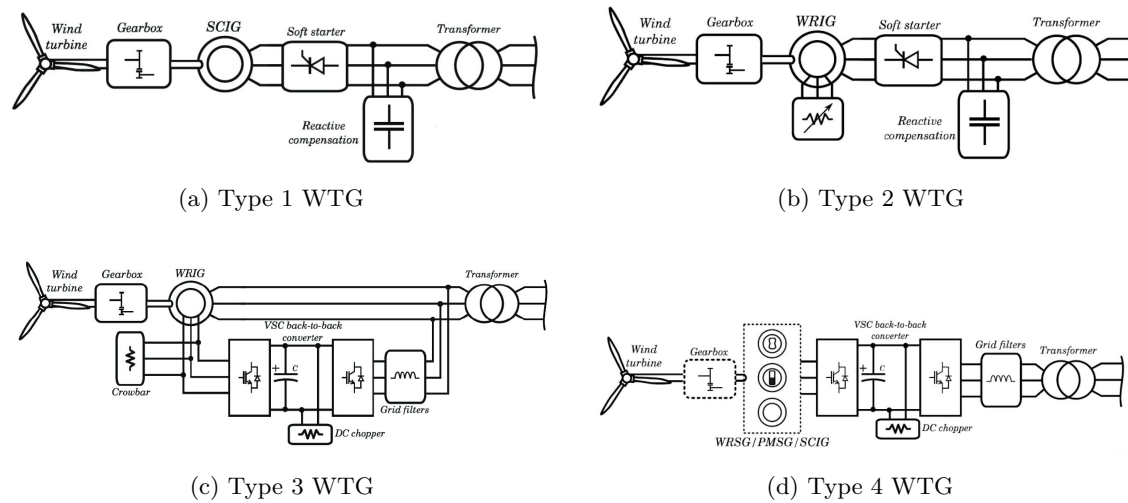 Wind
turbine
Gearbox
SCIG
Soft starter
Transformer
Reactive
compensation
(a) Type 1 WTG
Wind
turbine
Gearbox
WRIG
Soft starter
Transformer
Reactive
compensation
(b) Type 2 WTG
Wind
turbine
Gearbox
WRIG
Transformer
VSC back-to-back
converter
+ c
Crowbar
Grid filters
DC chopper
(c) Type 3 WTG
Wind
turbine
Gearbox
VSC back-to-back
converter
+ c
Grid filters
Transformer
DC chopper
WRSG/PMSG/SCIG
(d) Type 4 WTG